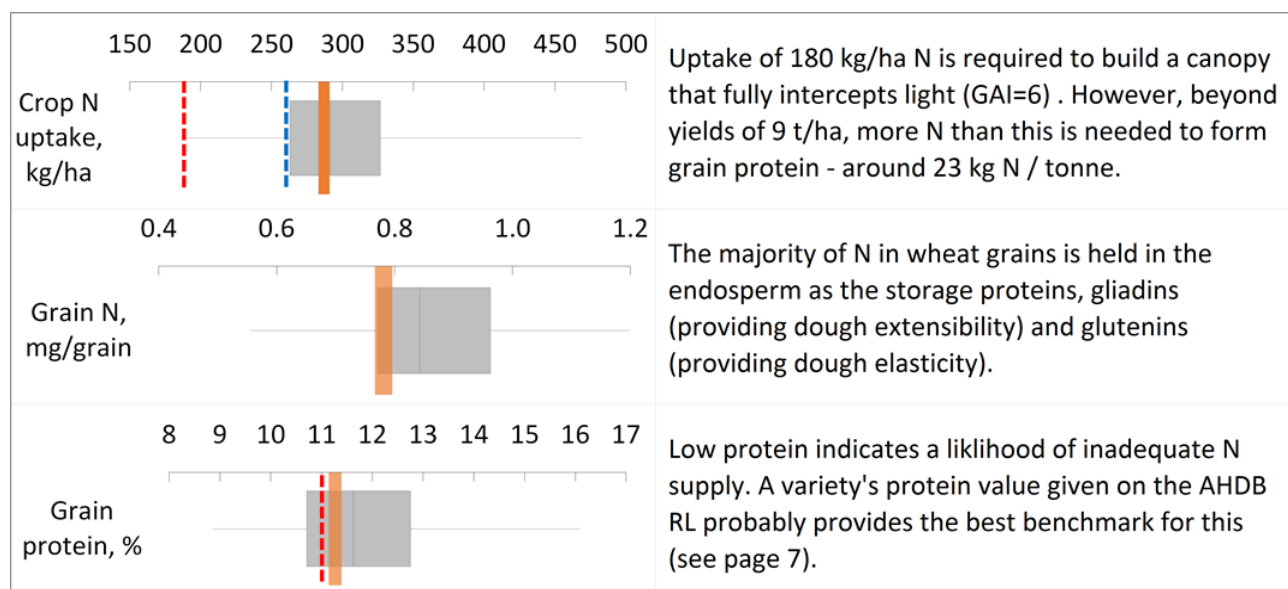 150 200 250 300 350 400 450 500
Crop N
uptake,
kg/ha
Uptake of 180 kg/ha N is required to build a canopy
that fully intercepts light (GAI=6) . However, beyond
yields of 9 t/ha, more N than this is needed to form
grain protein - around 23 kg N / tonne.
0.4 0.6 0.8 1.0 1.2
Grain N,
mg/grain
The majority of N in wheat grains is held in the
endosperm as the storage proteins, gliadins
(providing dough extensibility) and glutenins
(providing dough elasticity).
8 9 10 11 12 13 14 15 16 17
Grain
protein, %
Low protein indicates a liklihood of inadequate N
supply. A variety's protein value given on the AHDB
RL probably provides the best benchmark for this
(see page 7).